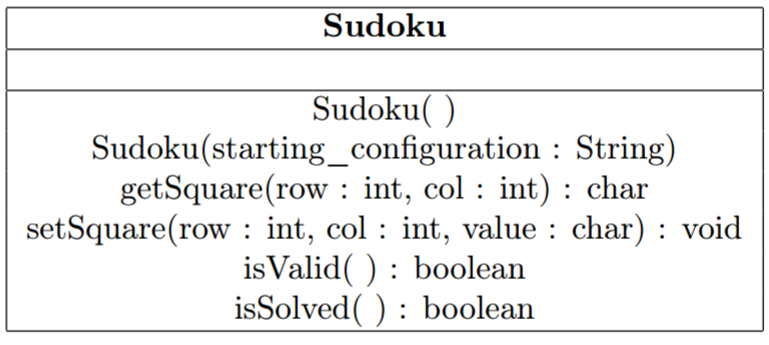 Sudoku
Sudoku( )
Sudoku(starting_configuration : String)
getSquare(row : int, col : int) : char
setSquare(row : int, col : int, value : char) : void
isValid( ) : boolean
isSolved( ) : boolean